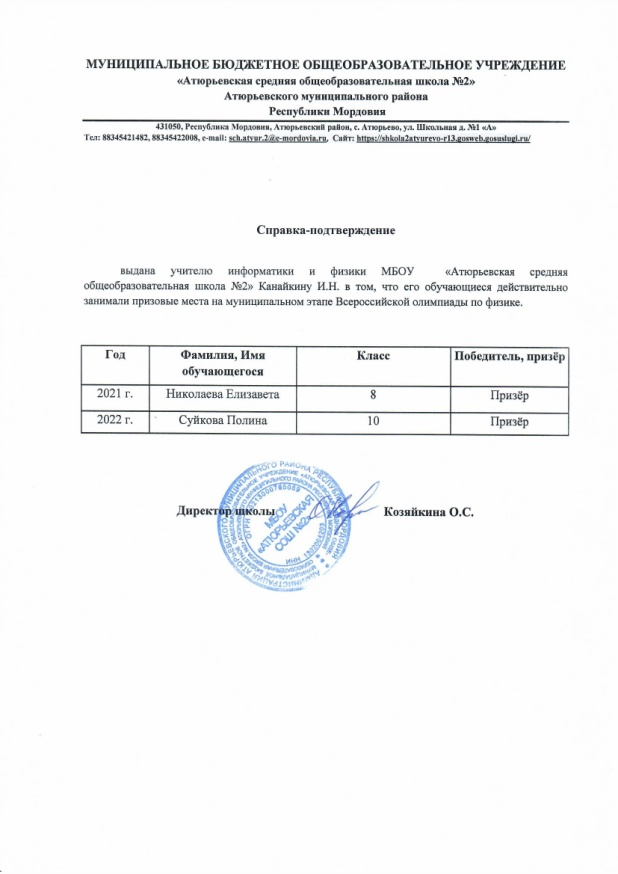 МУНИЦИПАЛЬНОЕ БЮДЖЕТНОЕ ОБЩЕОБРАЗОВАТЕЛЬНОЕ УЧРЕЖДЕНИЕ
«Атюрьевская средняя общеобразовательная школа №2»
Атюрьевского муниципального района
Республики Мордовия
431050, Республика Мордовия, Атюрьевский район, с. Атюрьево, ул. Школьная д. №1 «А»
Тел: 88345421482, 88345422008, e-mail: sch.atyur.2@e-mordovia.ru, Сайт: https://shkola2atyurevo-r13.gosweb.gosuslugi.ru/
Справка-подтверждение
выдана учителю информатики и физики МБОУ «Атюрьевская средняя
общеобразовательная школа №2» Канайкину И.Н. в том, что его обучающиеся действительно
занимали призовые места на муниципальном этапе Всероссийской олимпиады по физике.
Год Фамилия, Имя обучающегося Класс Победитель, призёр
2021 г. Николаева Елизавета 8 Призёр
2022 г. Суйкова Полина 10 Призёр
Директор школы Козяйкина О.С.
МБОУ
«АТЮРЬЕВСКАЯ
СОШ №2»